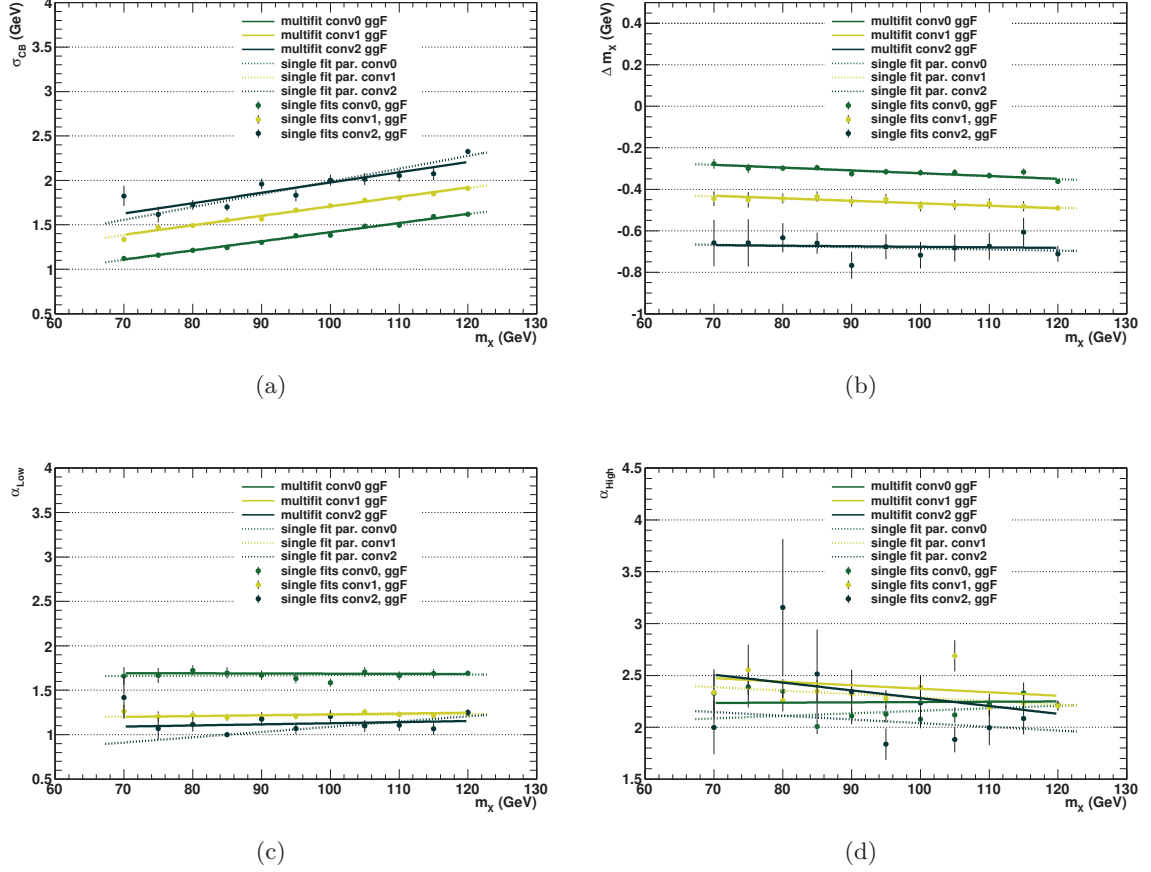 σCB (GeV)
4
3.5
3
2.5
2
1.5
1
0.5
60 70 80 90 100 110 120 130
mX (GeV)
multifit conv0 ggF
multifit conv1 ggF
multifit conv2 ggF
single fit par. conv0
single fit par. conv1
single fit par. conv2
single fits conv0, ggF
single fits conv1, ggF
single fits conv2, ggF
(a)
Δ mX (GeV)
0.4
0.2
0
-0.2
-0.4
-0.6
-0.8
-1
60 70 80 90 100 110 120 130
mX (GeV)
multifit conv0 ggF
multifit conv1 ggF
multifit conv2 ggF
single fit par. conv0
single fit par. conv1
single fit par. conv2
single fits conv0, ggF
single fits conv1, ggF
single fits conv2, ggF
(b)
αLow
4
3.5
3
2.5
2
1.5
1
0.5
60 70 80 90 100 110 120 130
mX (GeV)
multifit conv0 ggF
multifit conv1 ggF
multifit conv2 ggF
single fit par. conv0
single fit par. conv1
single fit par. conv2
single fits conv0, ggF
single fits conv1, ggF
single fits conv2, ggF
(c)
αHigh
4.5
4
3.5
3
2.5
2
1.5
60 70 80 90 100 110 120 130
mX (GeV)
multifit conv0 ggF
multifit conv1 ggF
multifit conv2 ggF
single fit par. conv0
single fit par. conv1
single fit par. conv2
single fits conv0, ggF
single fits conv1, ggF
single fits conv2, ggF
(d)